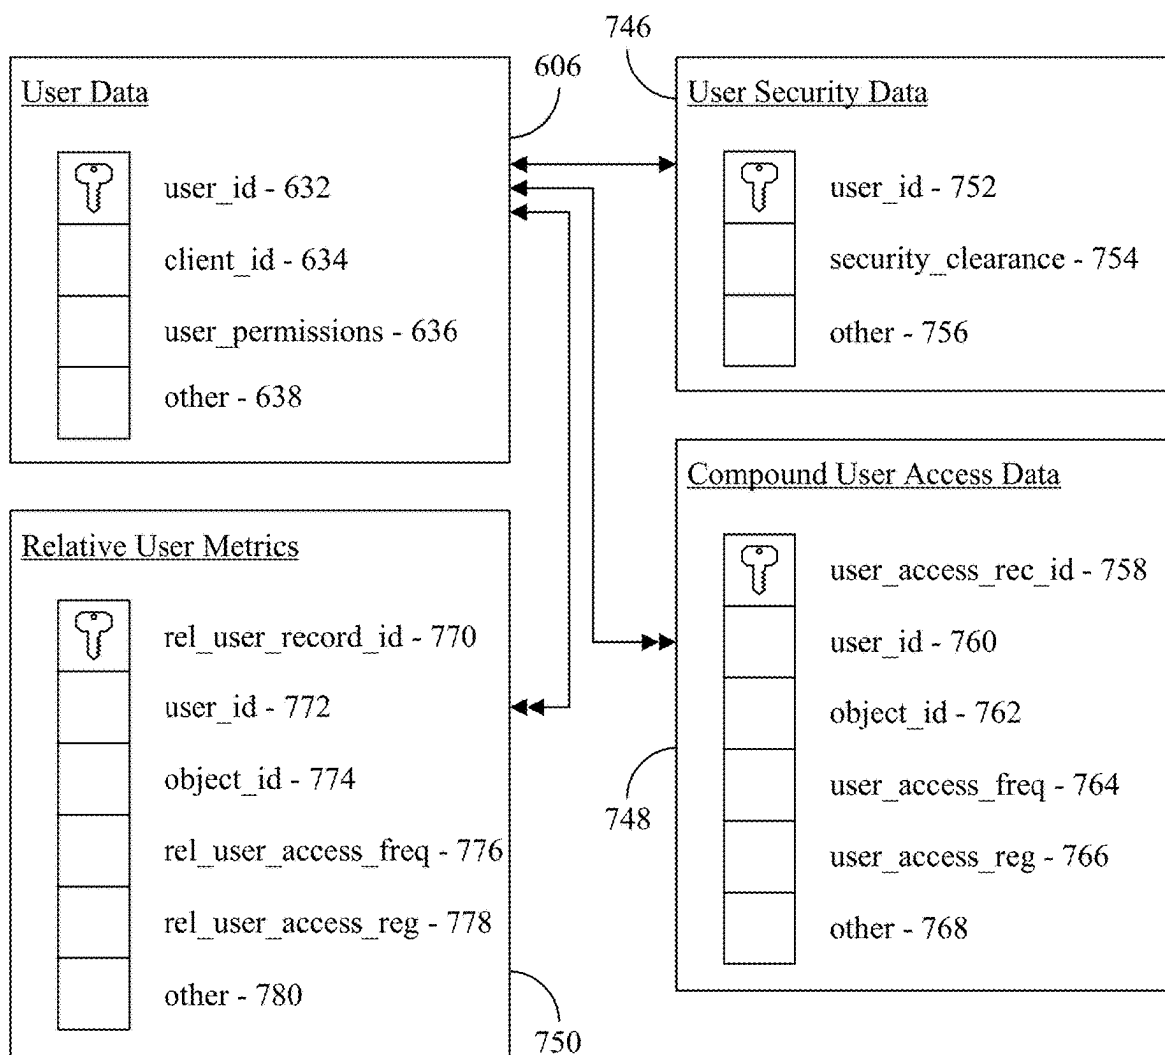 606
746
User Data
user_id - 632
client_id - 634
user_permissions - 636
other - 638
User Security Data
user_id - 752
security_clearance - 754
other - 756
Relative User Metrics
rel_user_record_id - 770
user_id - 772
object_id - 774
rel_user_access_freq - 776
rel_user_access_reg - 778
other - 780
750
Compound User Access Data
user_access_rec_id - 758
user_id - 760
object_id - 762
user_access_freq - 764
user_access_reg - 766
other - 768
748